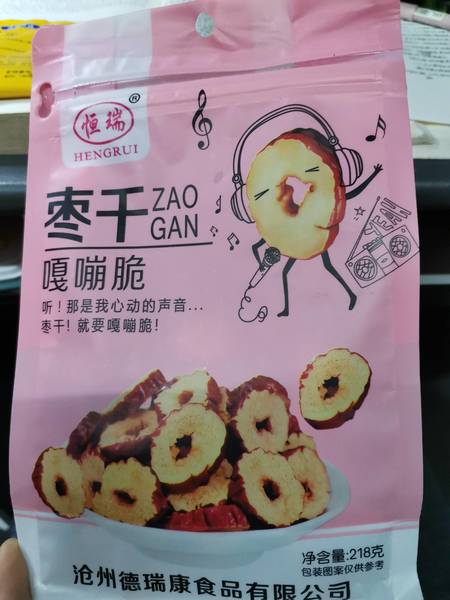 恒瑞®
HENGRUI
枣干 ZAO GAN
嘎嘣脆
听！那是我心动的声音...
枣干！就要嘎嘣脆！
净含量:218克
包装图案仅供参考
沧州德瑞康食品有限公司